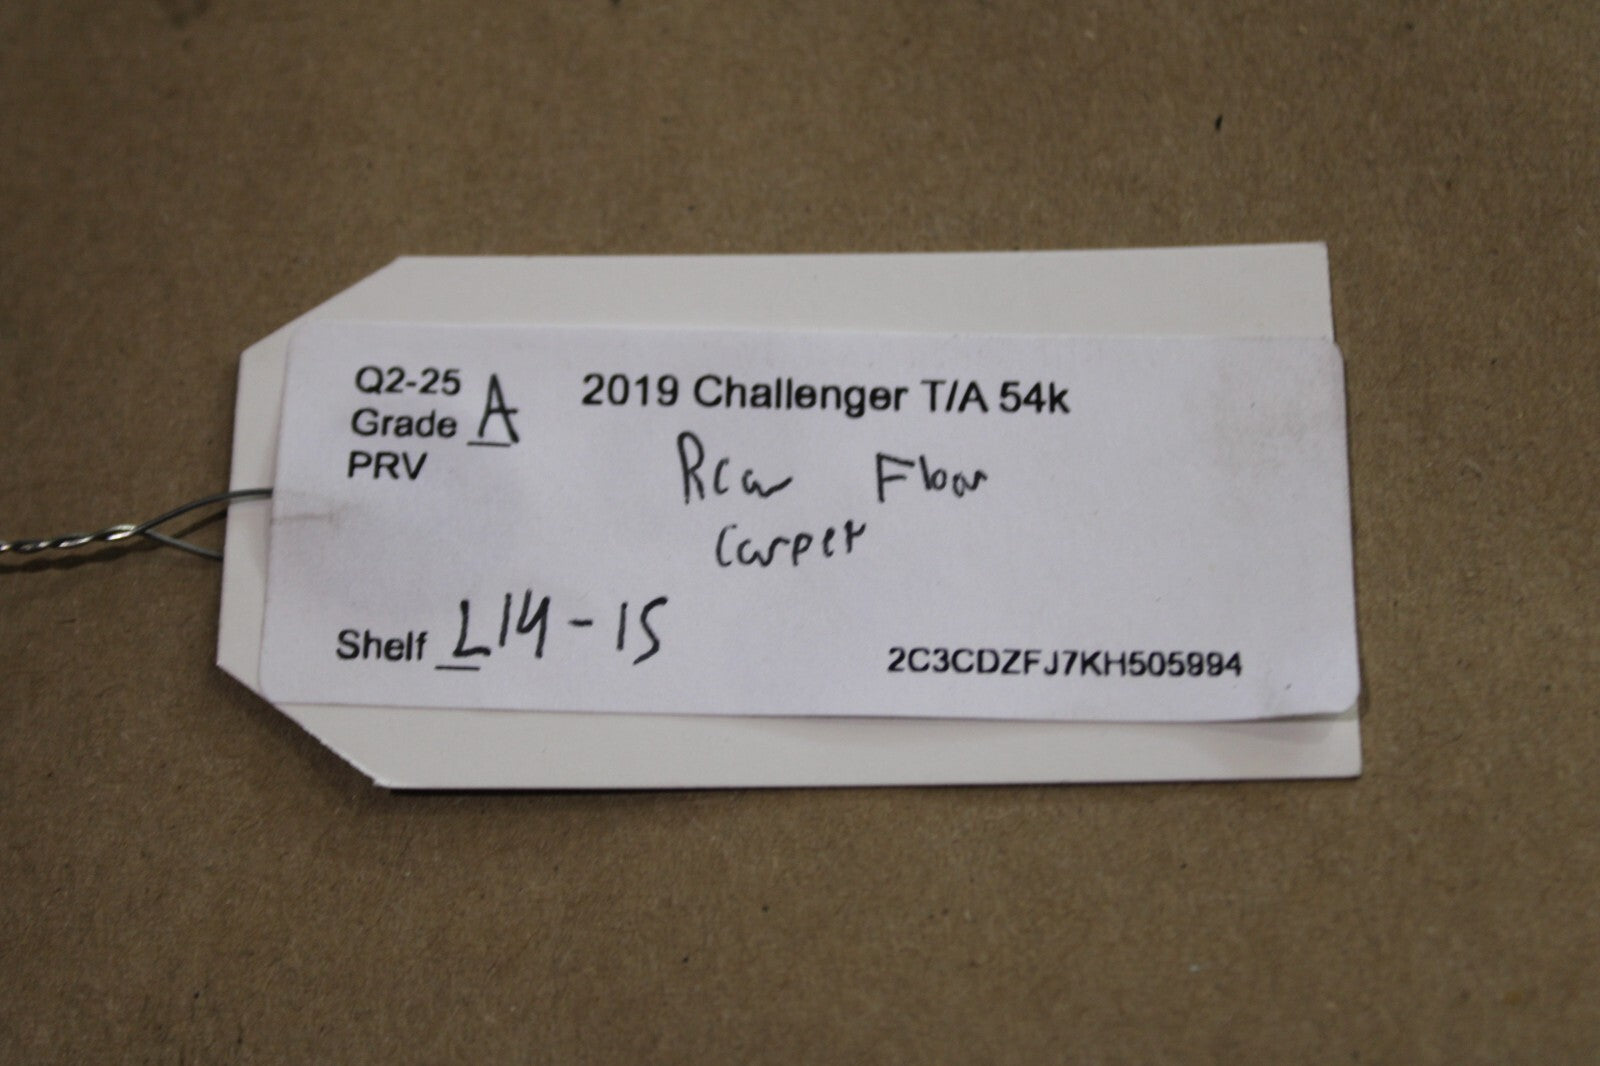 Q2-25
Grade A
PRV
2019 Challenger T/A 54k
Rear Floor
Carpet
Shelf L14-15
2C3CDZFJ7KH505994